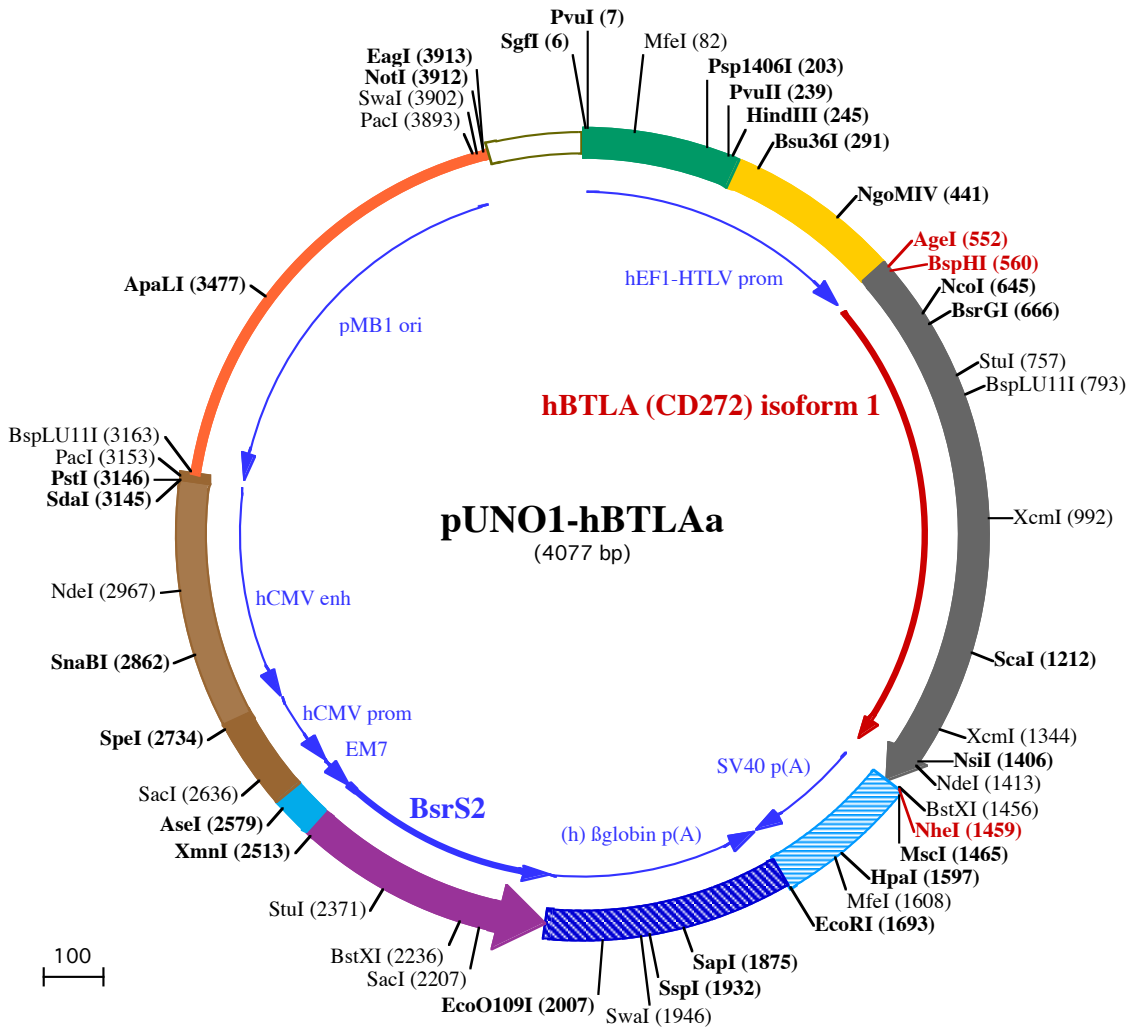 PvuI (7)
SgfI (6)
MfeI (82)
Psp1406I (203)
PvuII (239)
HindIII (245)
Bsu36I (291)
NgoMIV (441)
AgeI (552)
BspHI (560)
NcoI (645)
BsrGI (666)
StuI (757)
BspLU11I (793)
XcmI (992)
ScaI (1212)
XcmI (1344)
NsiI (1406)
NdeI (1413)
BstXI (1456)
NheI (1459)
MscI (1465)
HpaI (1597)
MfeI (1608)
EcoRI (1693)
SapI (1875)
SspI (1932)
SwaI (1946)
EcoO109I (2007)
SacI (2207)
BstXI (2236)
StuI (2371)
XmnI (2513)
AseI (2579)
SacI (2636)
SpeI (2734)
SnaBI (2862)
NdeI (2967)
SdaI (3145)
PstI (3146)
PacI (3153)
BspLU11I (3163)
ApaLI (3477)
PacI (3893)
SwaI (3902)
NotI (3912)
EagI (3913)
hEF1-HTLV prom
pMB1 ori
hBTLA (CD272) isoform 1
pUNO1-hBTLAa
(4077 bp)
hCMV enh
hCMV prom
EM7
BsrS2
(h) ßglobin p(A)
SV40 p(A)
100